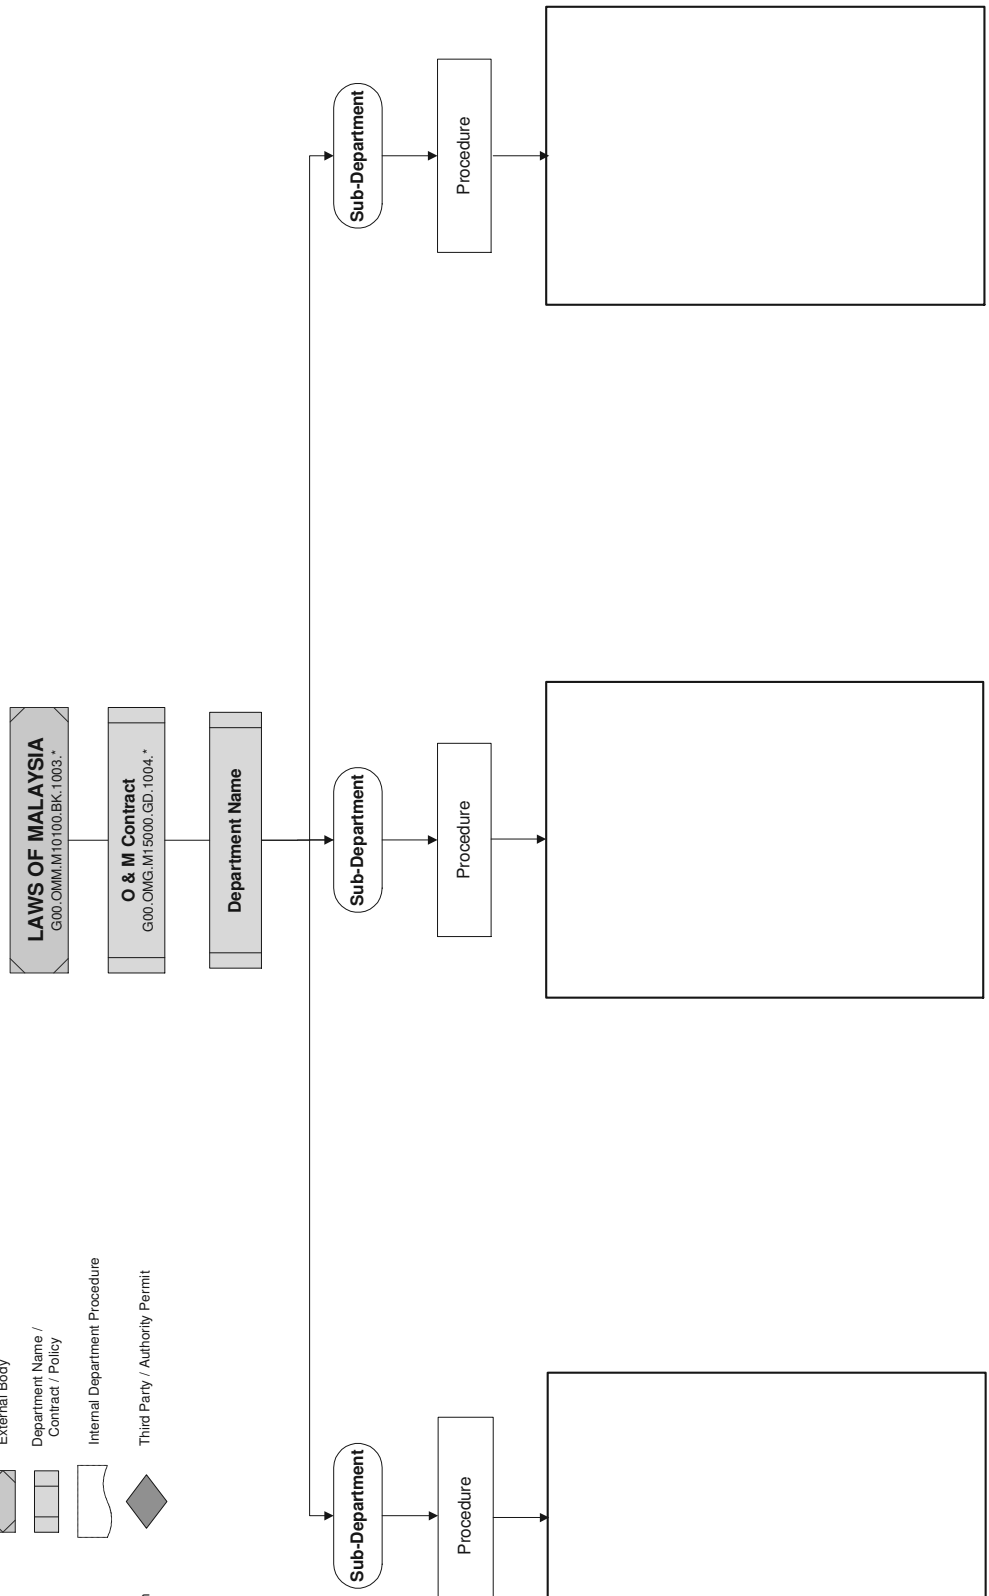 External Body
Department Name /
Contract / Policy
Internal Department Procedure
Third Party / Authority Permit
LAWS OF MALAYSIA
G00.OMM.M10100.BK.1003.*
O & M Contract
G00.OMG.M15000.GD.1004.*
Department Name
Sub-Department
Sub-Department
Sub-Department
Procedure
Procedure
Procedure